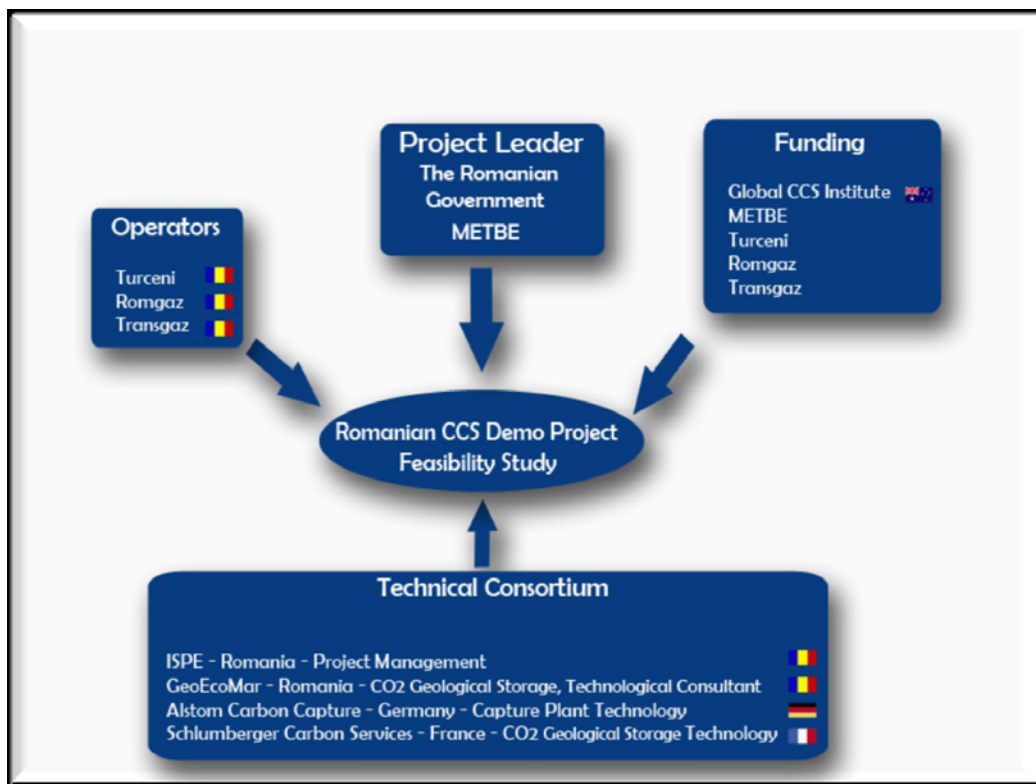 Project Leader
The Romanian
Government
METBE
Funding
Global CCS Institute
METBE
Turceni
Romgaz
Transgaz
Operators
Turceni
Romgaz
Transgaz
Romanian CCS Demo Project
Feasibility Study
Technical Consortium
ISPE - Romania - Project Management
GeoEcoMar - Romania - CO2 Geological Storage, Technological Consultant
Alstom Carbon Capture - Germany - Capture Plant Technology
Schlumberger Carbon Services - France - CO2 Geological Storage Technology